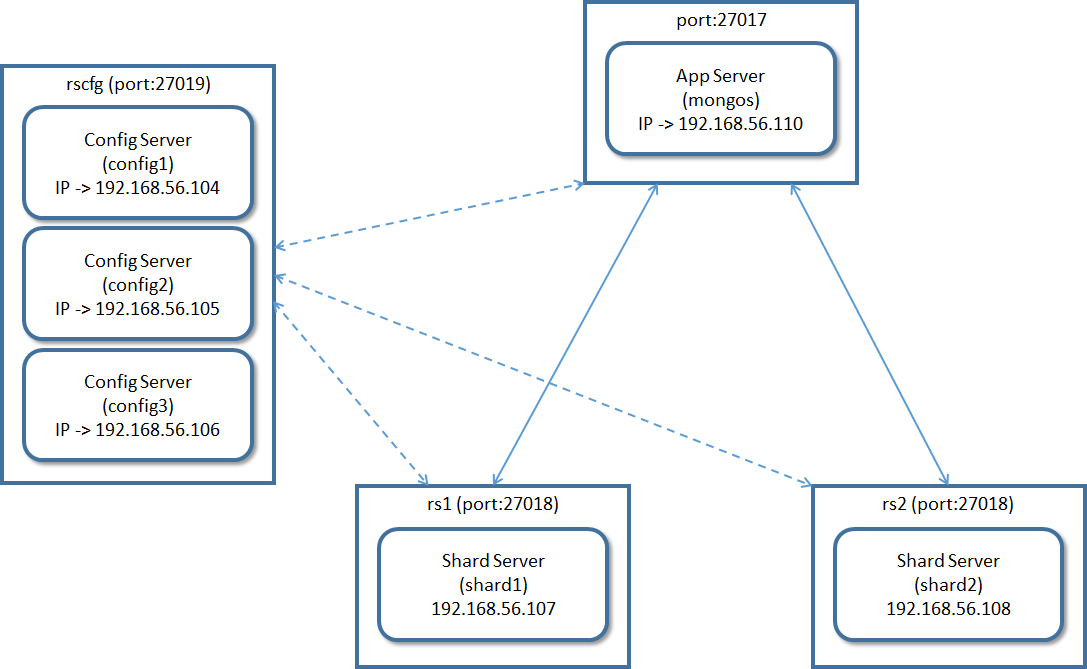 port:27017
App Server
(mongos)
IP -> 192.168.56.110
rscfg (port:27019)
Config Server
(config1)
IP -> 192.168.56.104
Config Server
(config2)
IP -> 192.168.56.105
Config Server
(config3)
IP -> 192.168.56.106
rs1 (port:27018)
Shard Server
(shard1)
192.168.56.107
rs2 (port:27018)
Shard Server
(shard2)
192.168.56.108